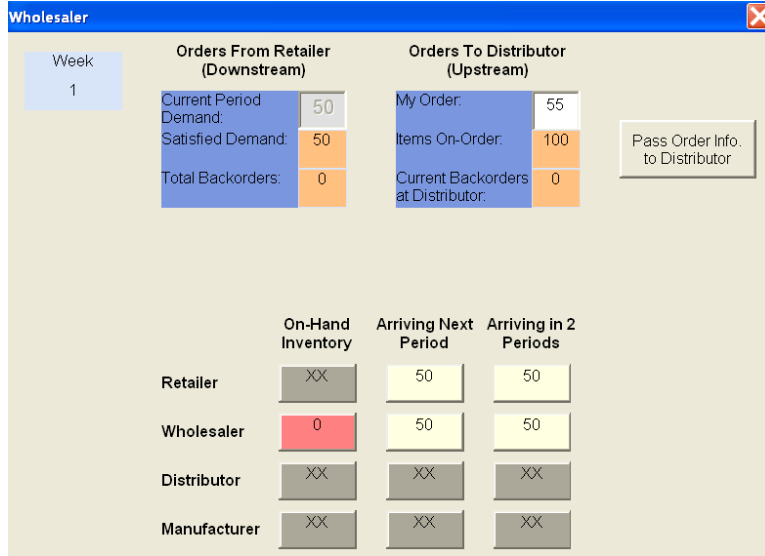 Wholesaler
Week
1
Orders From Retailer
(Downstream)
Current Period
Demand:
50
Satisfied Demand:
50
Total Backorders:
0
Orders To Distributor
(Upstream)
My Order:
55
Items On-Order:
100
Current Backorders
at Distributor:
0
Pass Order Info.
to Distributor
On-Hand
Inventory
Arriving Next
Period
Arriving in 2
Periods
Retailer
XX
50
50
Wholesaler
0
50
50
Distributor
XX
XX
XX
Manufacturer
XX
XX
XX